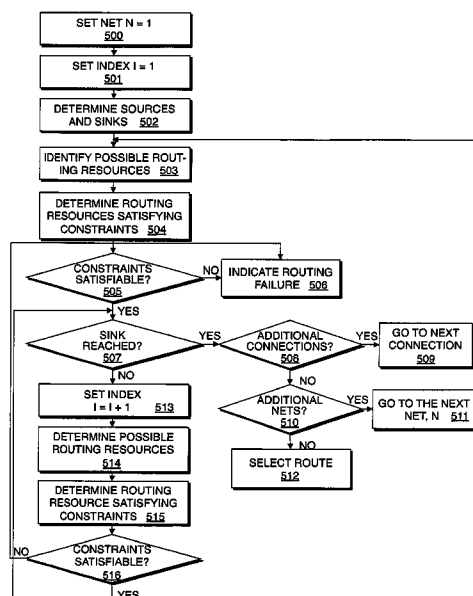 SET NET N = 1
500
SET INDEX I = 1
501
DETERMINE SOURCES
AND SINKS 502
IDENTIFY POSSIBLE ROUT-
ING RESOURCES 503
DETERMINE ROUTING
RESOURCES SATISFYING
CONSTRAINTS 504
CONSTRAINTS
SATISFIABLE?
505
NO
INDICATE ROUTING
FAILURE 506
YES
SINK
REACHED?
507
YES
ADDITIONAL
CONNECTIONS?
508
YES
GO TO NEXT
CONNECTION
509
NO
NO
SET INDEX
I = I + 1 513
ADDITIONAL
NETS?
510
YES
GO TO THE NEXT
NET, N 511
NO
DETERMINE POSSIBLE
ROUTING RESOURCES
514
SELECT ROUTE
512
DETERMINE ROUTING
RESOURCE SATISFYING
CONSTRAINTS 515
NO
CONSTRAINTS
SATISFIABLE?
516
YES